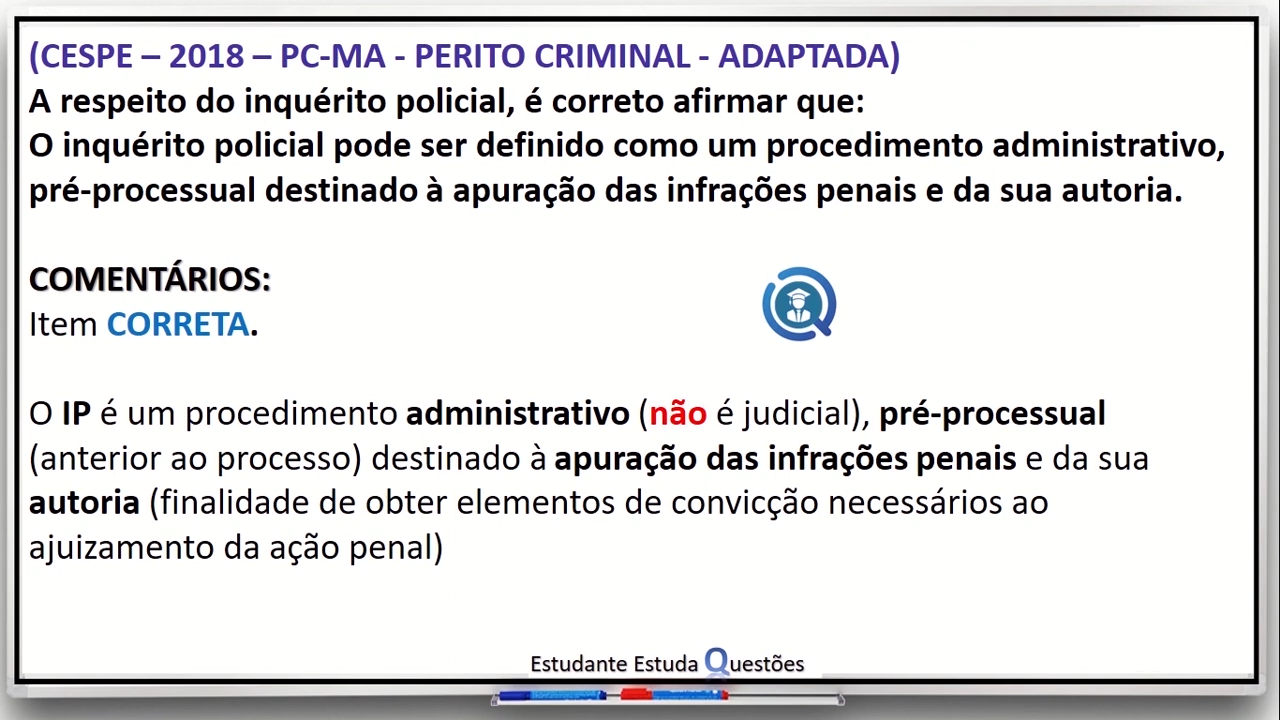 (CESPE – 2018 – PC-MA - PERITO CRIMINAL - ADAPTADA)
A respeito do inquérito policial, é correto afirmar que:
O inquérito policial pode ser definido como um procedimento administrativo,
pré-processual destinado à apuração das infrações penais e da sua autoria.
COMENTÁRIOS:
Item CORRETA.
O IP é um procedimento administrativo (não é judicial), pré-processual
(anterior ao processo) destinado à apuração das infrações penais e da sua
autoria (finalidade de obter elementos de convicção necessários ao
ajuizamento da ação penal)
Estudante Estuda Questões